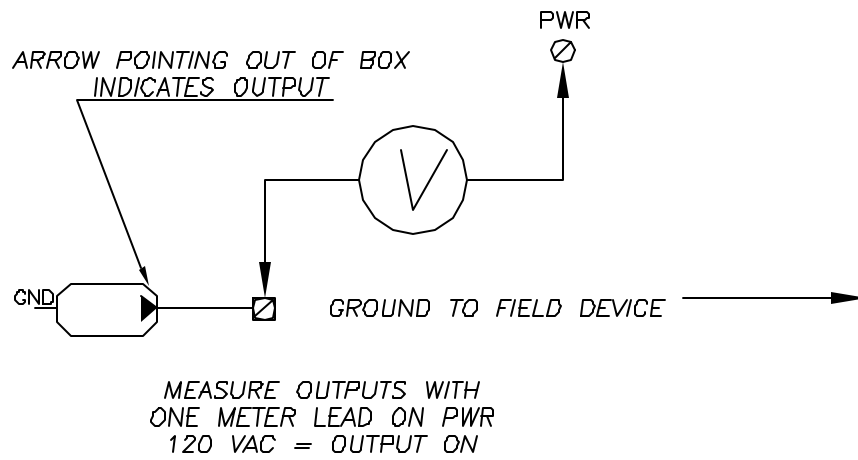 PWR
ARROW POINTING OUT OF BOX
INDICATES OUTPUT
V
GND
GROUND TO FIELD DEVICE
MEASURE OUTPUTS WITH
ONE METER LEAD ON PWR
120 VAC = OUTPUT ON